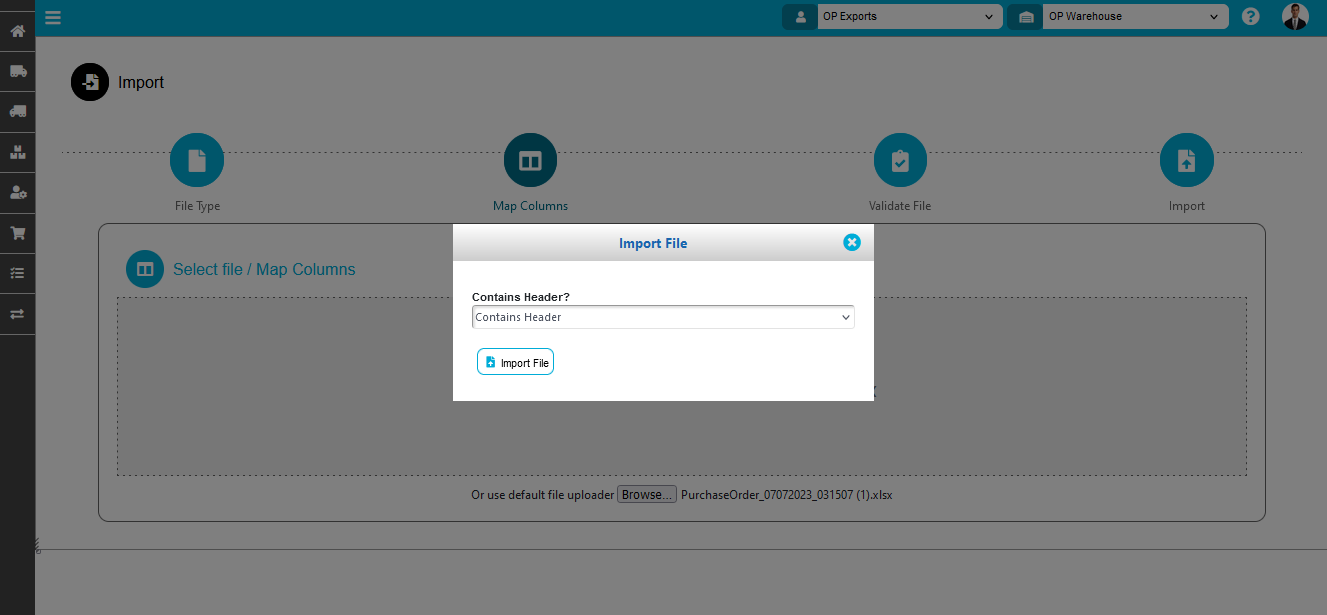 OP Exports
OP Warehouse
Import
File Type
Map Columns
Validate File
Import
Import File
Select file / Map Columns
Contains Header?
Contains Header
Import File
Or use default file uploader Browse... PurchaseOrder_07072023_031507 (1).xlsx